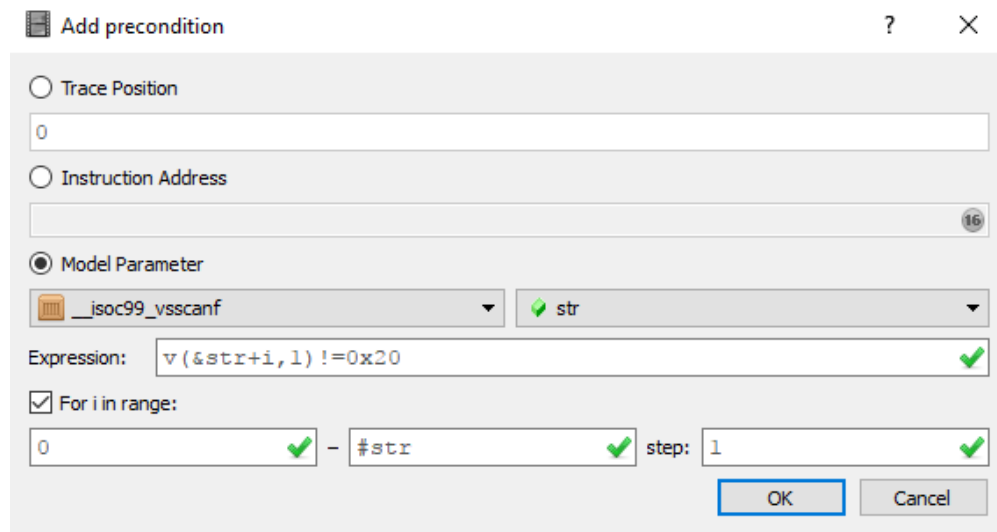 Add precondition
Trace Position
0
Instruction Address
16
Model Parameter
__isoc99_vsscanf str
Expression: v(&str+i,1)!=0x20
For i in range:
0 – #str step: 1
OK Cancel